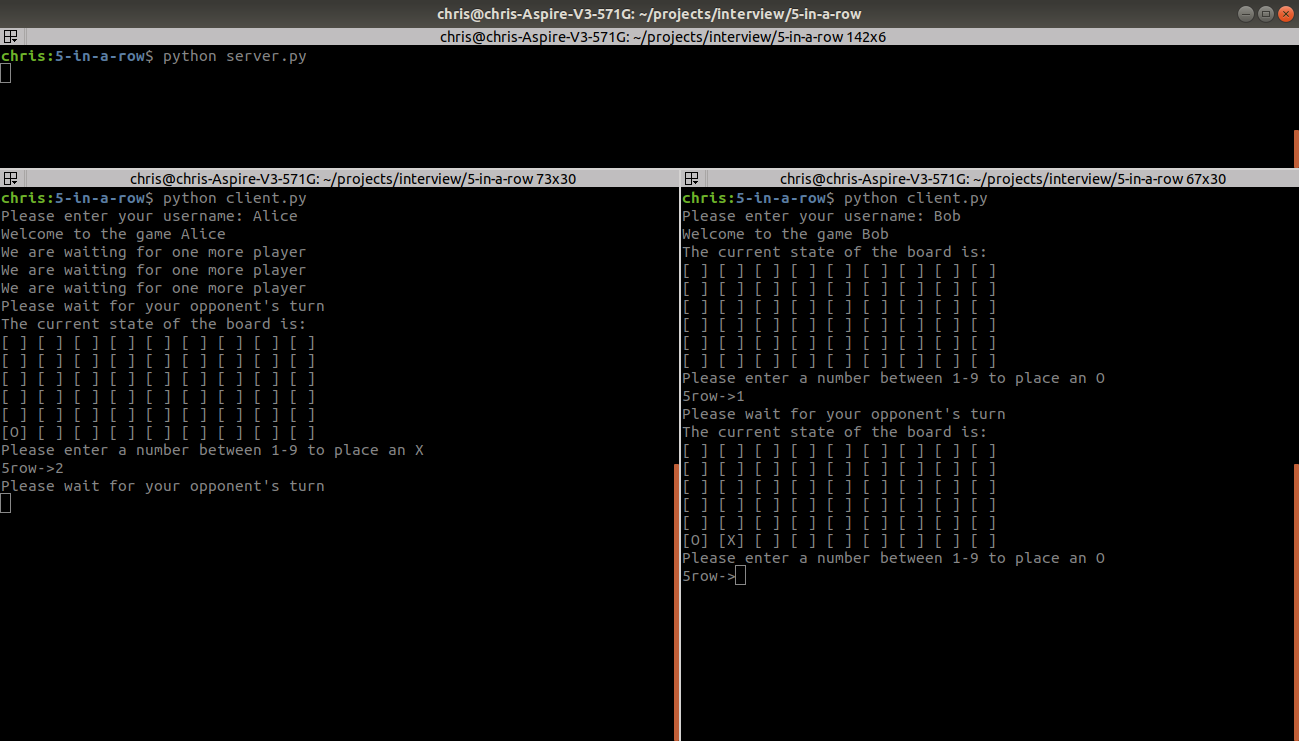 chris@chris-Aspire-V3-571G: ~/projects/interview/5-in-a-row
chris@chris-Aspire-V3-571G: ~/projects/interview/5-in-a-row 142x6
chris:5-in-a-row$ python server.py
chris@chris-Aspire-V3-571G: ~/projects/interview/5-in-a-row 73x30
chris:5-in-a-row$ python client.py
Please enter your username: Alice
Welcome to the game Alice
We are waiting for one more player
We are waiting for one more player
We are waiting for one more player
Please wait for your opponent's turn
The current state of the board is:
[ ] [ ] [ ] [ ] [ ] [ ] [ ] [ ] [ ]
[ ] [ ] [ ] [ ] [ ] [ ] [ ] [ ] [ ]
[ ] [ ] [ ] [ ] [ ] [ ] [ ] [ ] [ ]
[ ] [ ] [ ] [ ] [ ] [ ] [ ] [ ] [ ]
[ ] [ ] [ ] [ ] [ ] [ ] [ ] [ ] [ ]
[O] [ ] [ ] [ ] [ ] [ ] [ ] [ ] [ ]
Please enter a number between 1-9 to place an X
5row->2
Please wait for your opponent's turn
chris@chris-Aspire-V3-571G: ~/projects/interview/5-in-a-row 67x30
chris:5-in-a-row$ python client.py
Please enter your username: Bob
Welcome to the game Bob
The current state of the board is:
[ ] [ ] [ ] [ ] [ ] [ ] [ ] [ ] [ ]
[ ] [ ] [ ] [ ] [ ] [ ] [ ] [ ] [ ]
[ ] [ ] [ ] [ ] [ ] [ ] [ ] [ ] [ ]
[ ] [ ] [ ] [ ] [ ] [ ] [ ] [ ] [ ]
[ ] [ ] [ ] [ ] [ ] [ ] [ ] [ ] [ ]
[ ] [ ] [ ] [ ] [ ] [ ] [ ] [ ] [ ]
Please enter a number between 1-9 to place an O
5row->1
Please wait for your opponent's turn
The current state of the board is:
[ ] [ ] [ ] [ ] [ ] [ ] [ ] [ ] [ ]
[ ] [ ] [ ] [ ] [ ] [ ] [ ] [ ] [ ]
[ ] [ ] [ ] [ ] [ ] [ ] [ ] [ ] [ ]
[ ] [ ] [ ] [ ] [ ] [ ] [ ] [ ] [ ]
[ ] [ ] [ ] [ ] [ ] [ ] [ ] [ ] [ ]
[O] [X] [ ] [ ] [ ] [ ] [ ] [ ] [ ]
Please enter a number between 1-9 to place an O
5row->